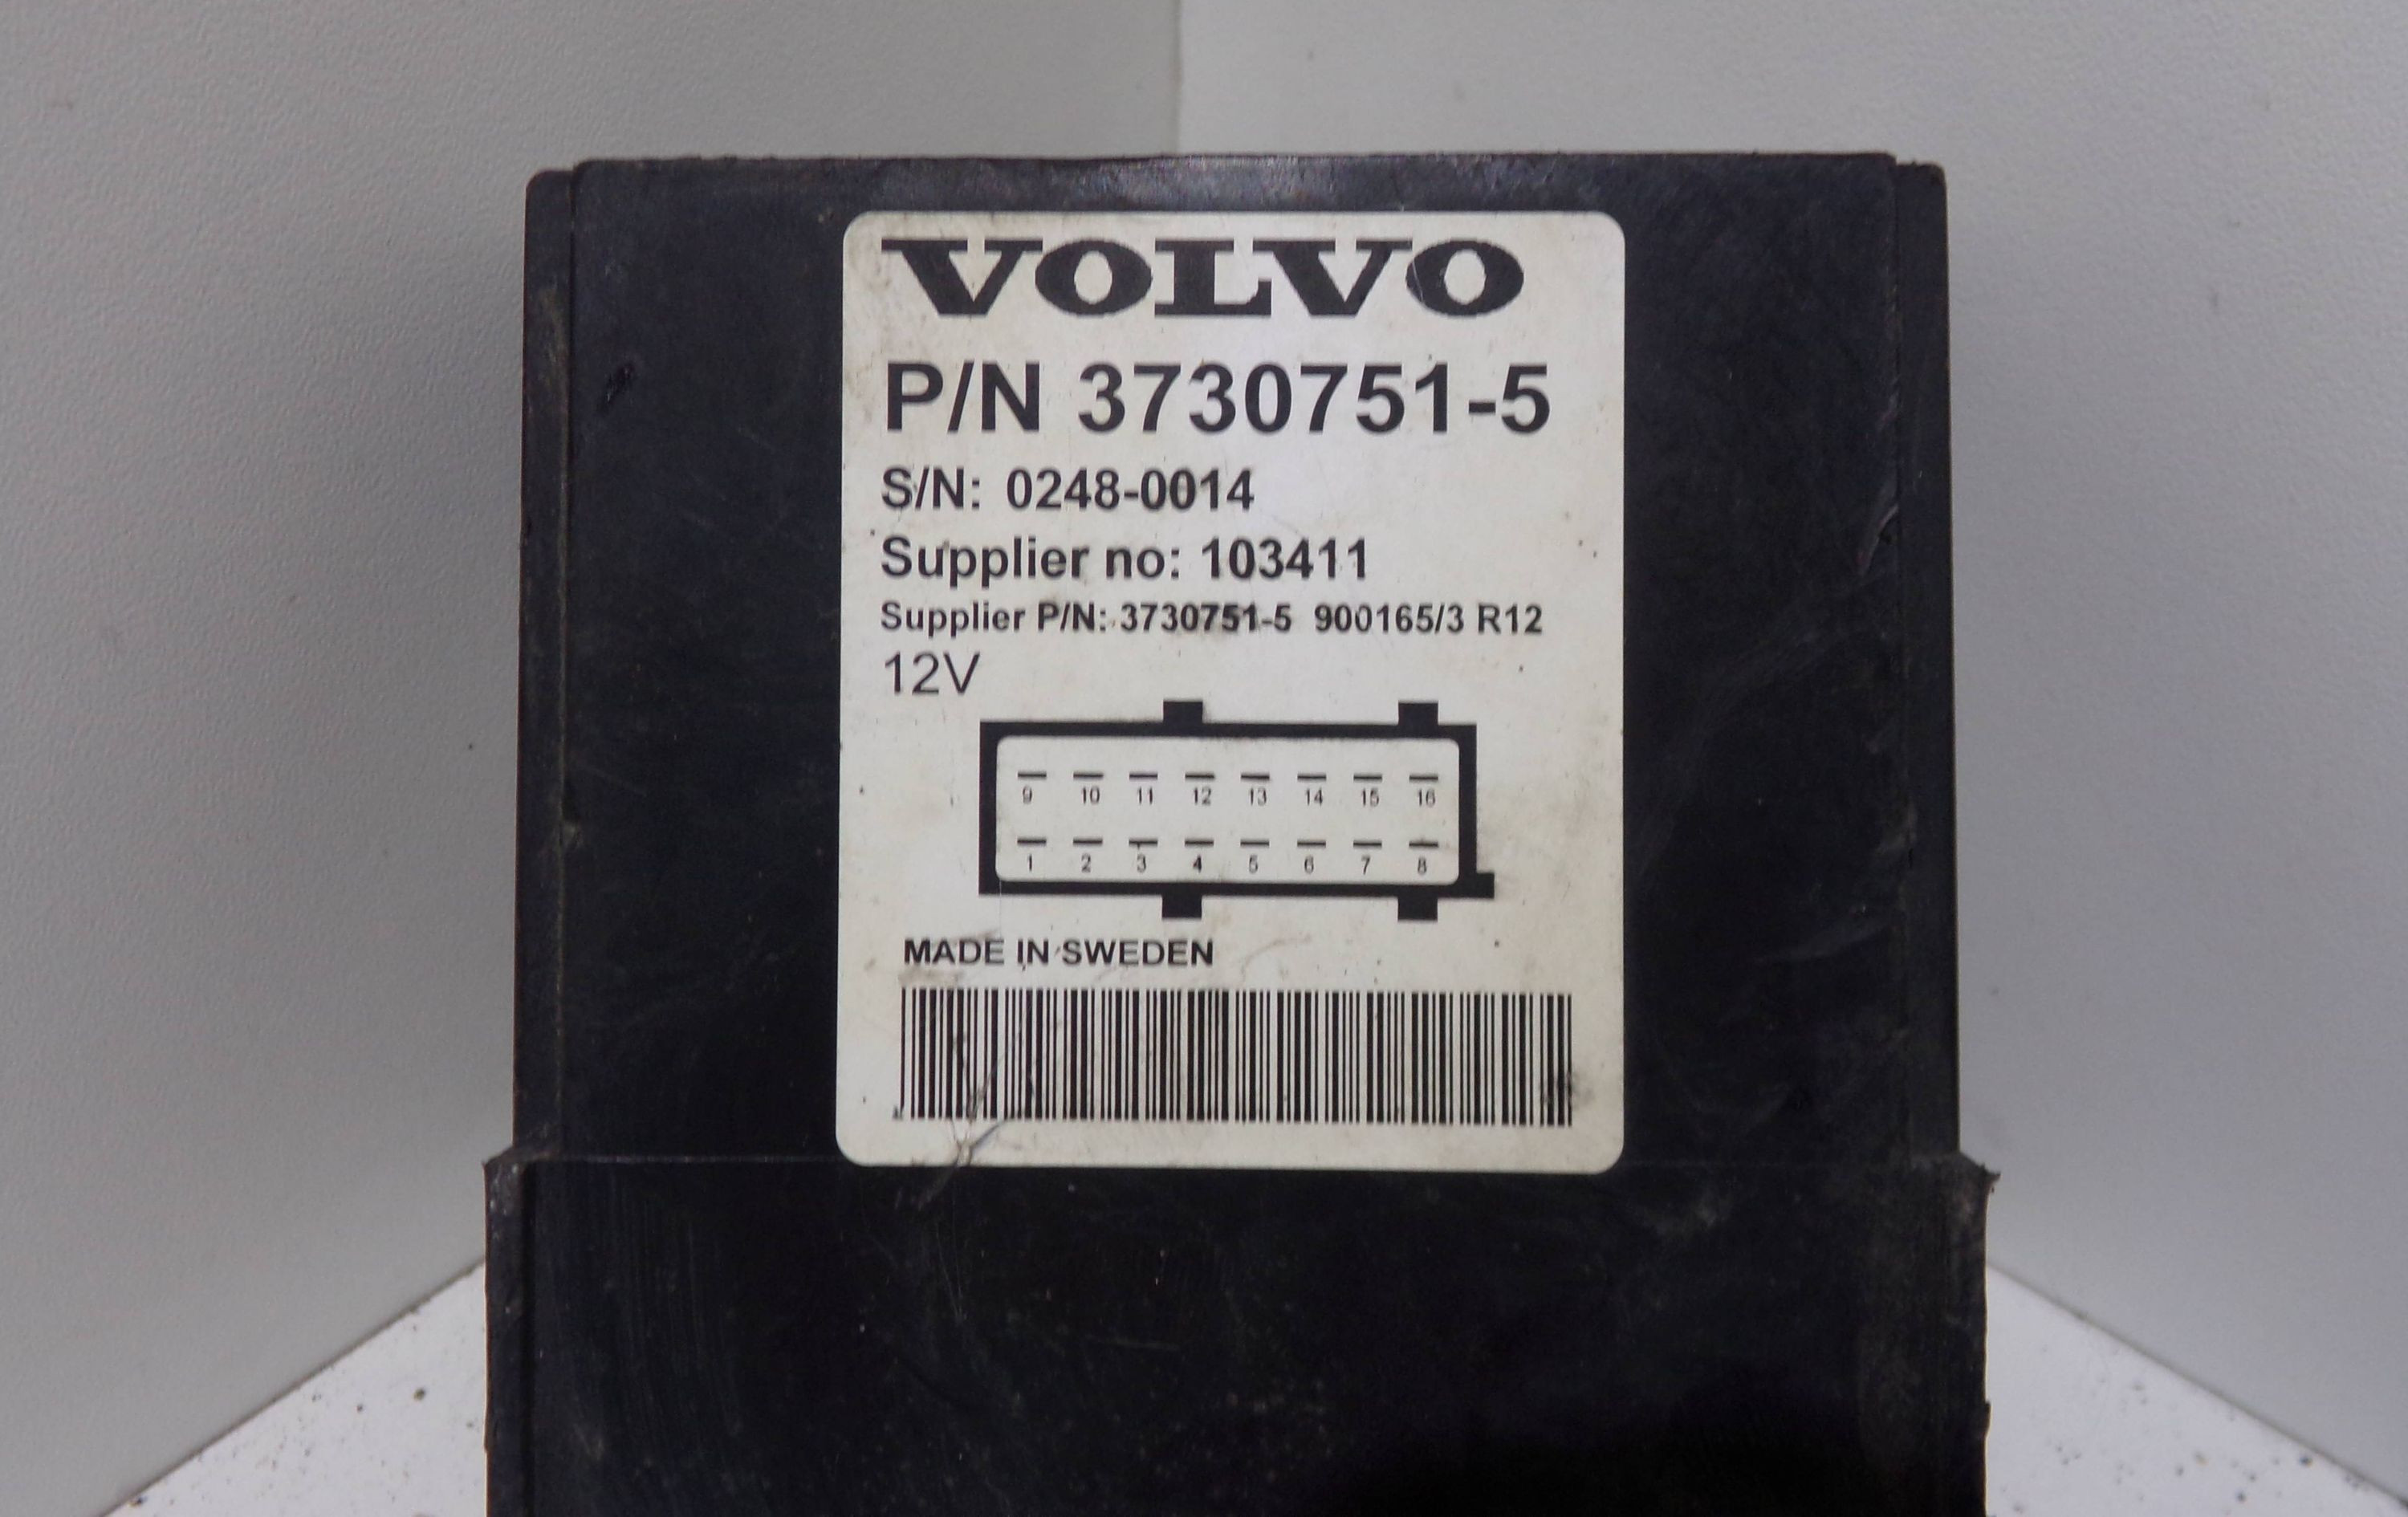 VOLVO
P/N 3730751-5
S/N: 0248-0014
Supplier no: 103411
Supplier P/N: 3730751-5 900165/3 R12
12V
9 10 11 12 13 14 15 16
1 2 3 4 5 6 7 8
MADE IN SWEDEN